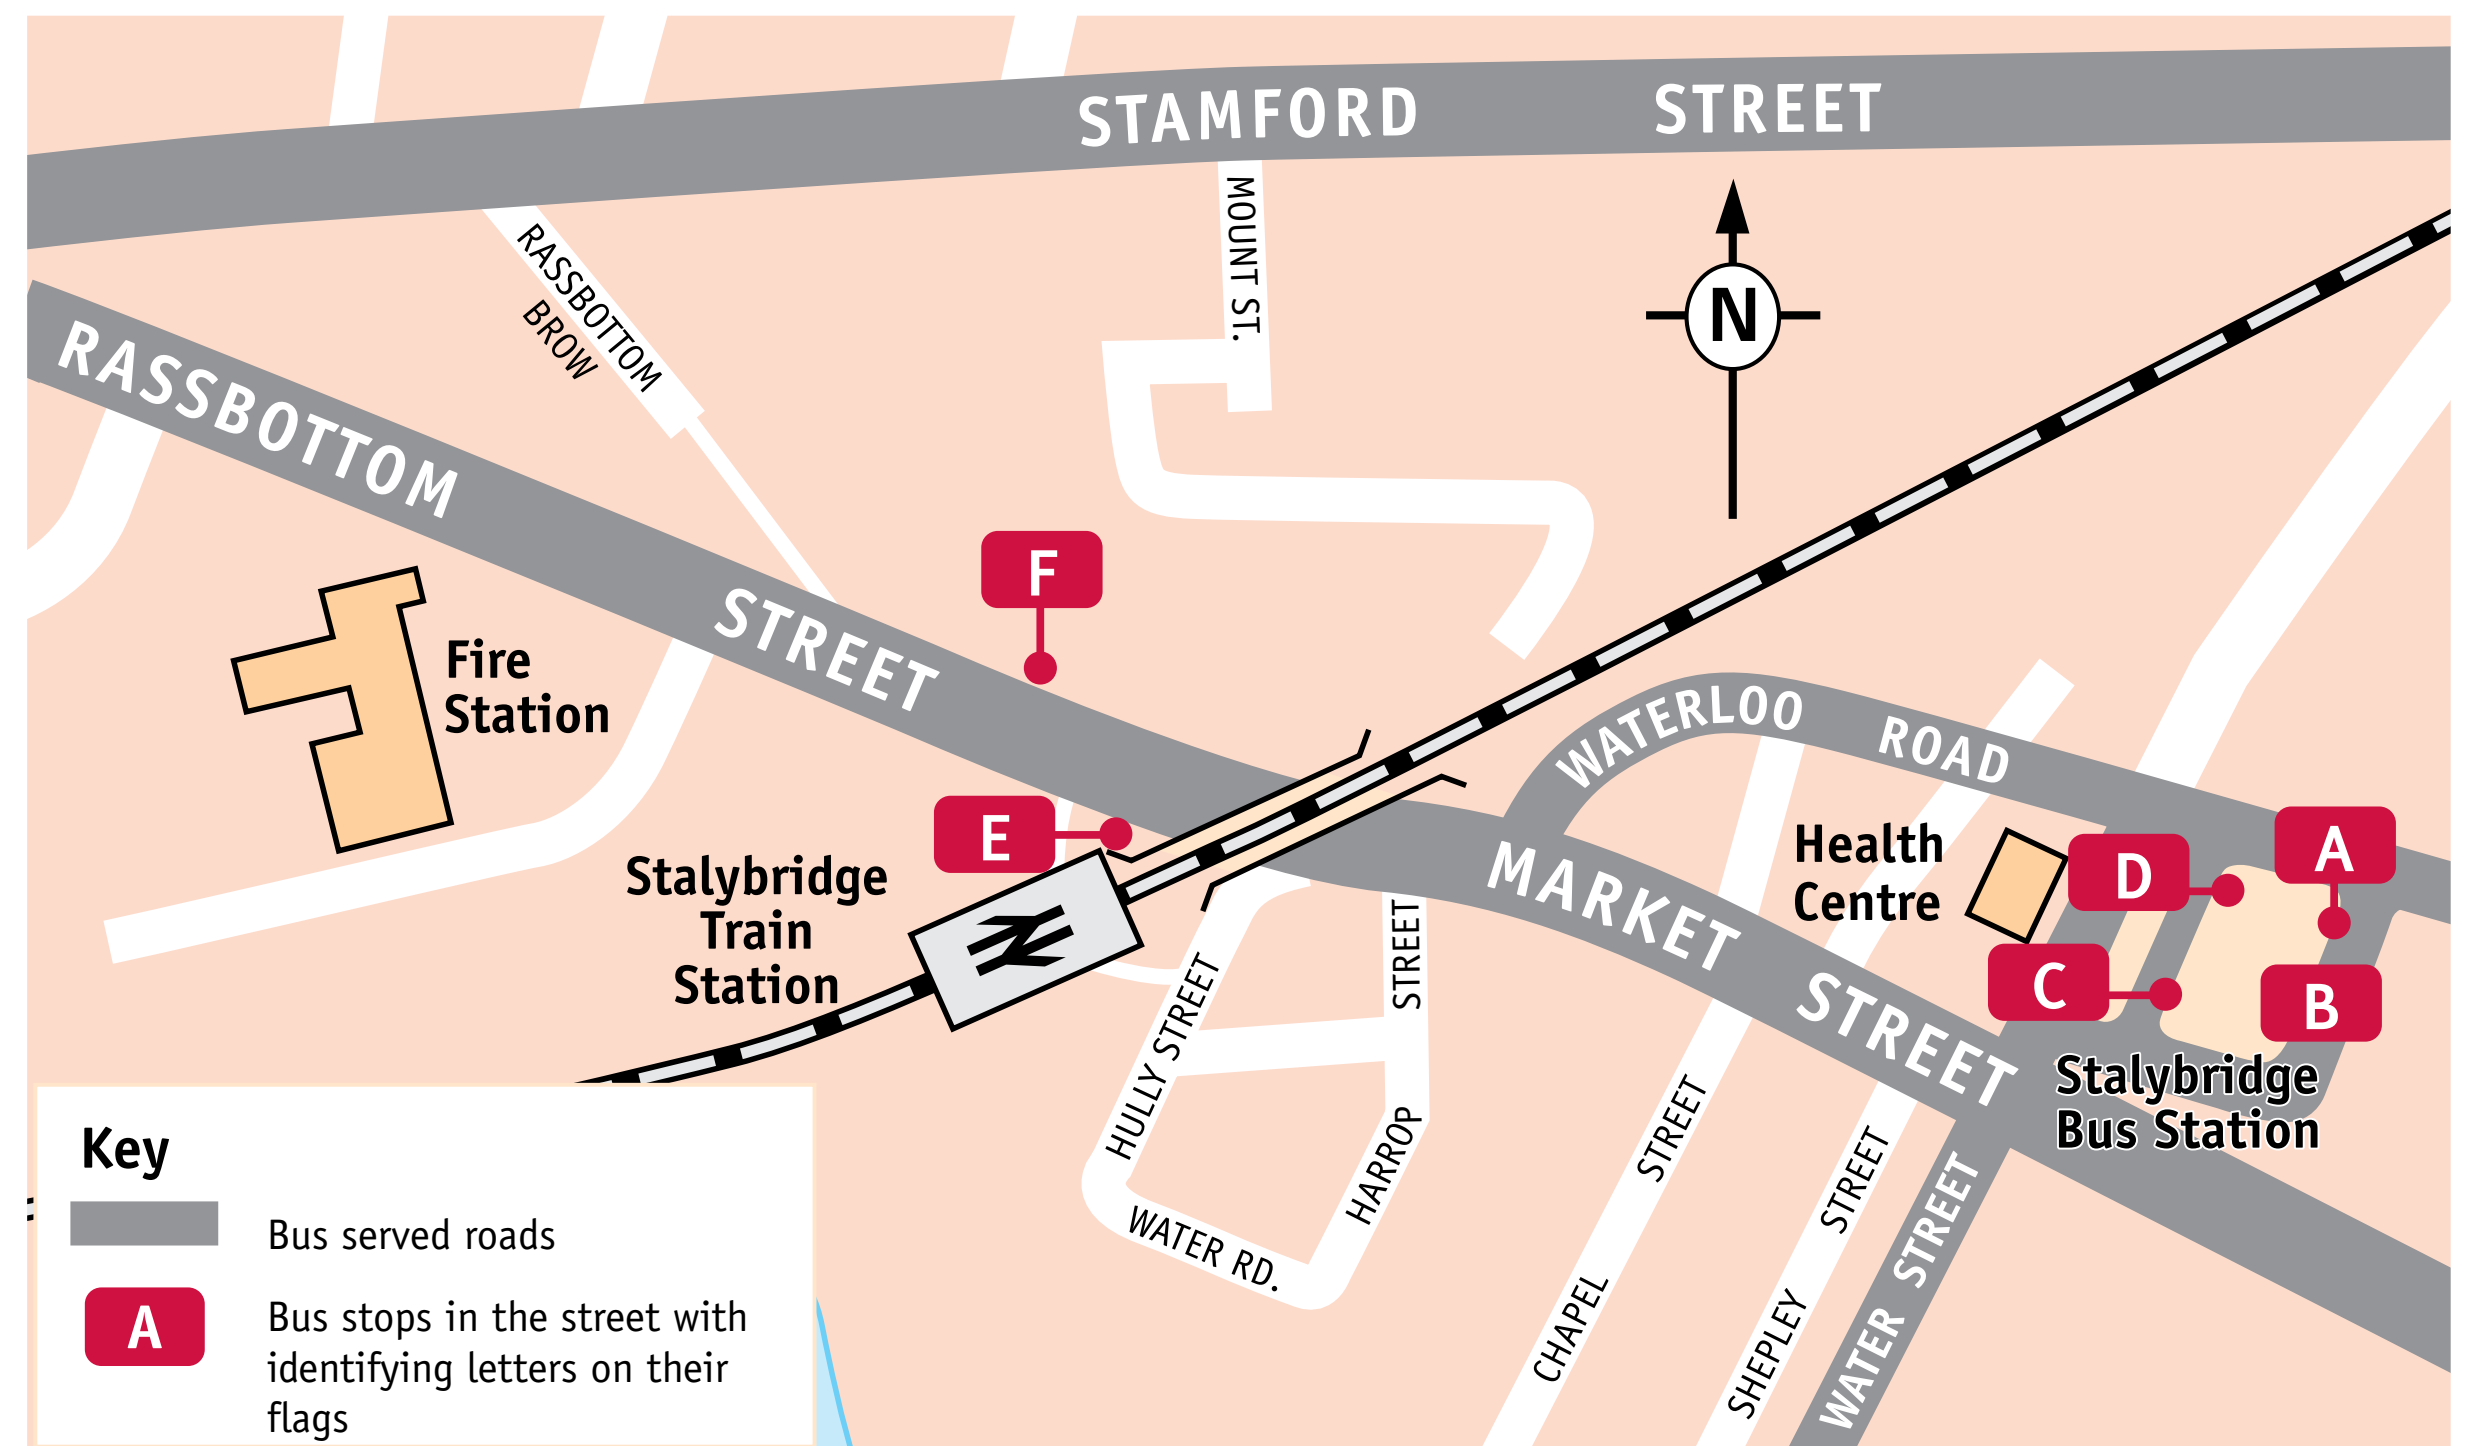 STAMFORD STREET
MOUNT ST.
RASSBOTTOM
BROW
N
RASSBOTTOM STREET
F
Fire
Station
WATERLOO ROAD
E
Stalybridge
Train
Station
MARKET STREET
Health
Centre
D
A
C
B
Stalybridge
Bus Station
HULLY STREET
HARROP STREET
WATER RD.
CHAPEL STREET
SHEPLEY STREET
WATER STREET
Key
Bus served roads
A
Bus stops in the street with
identifying letters on their
flags